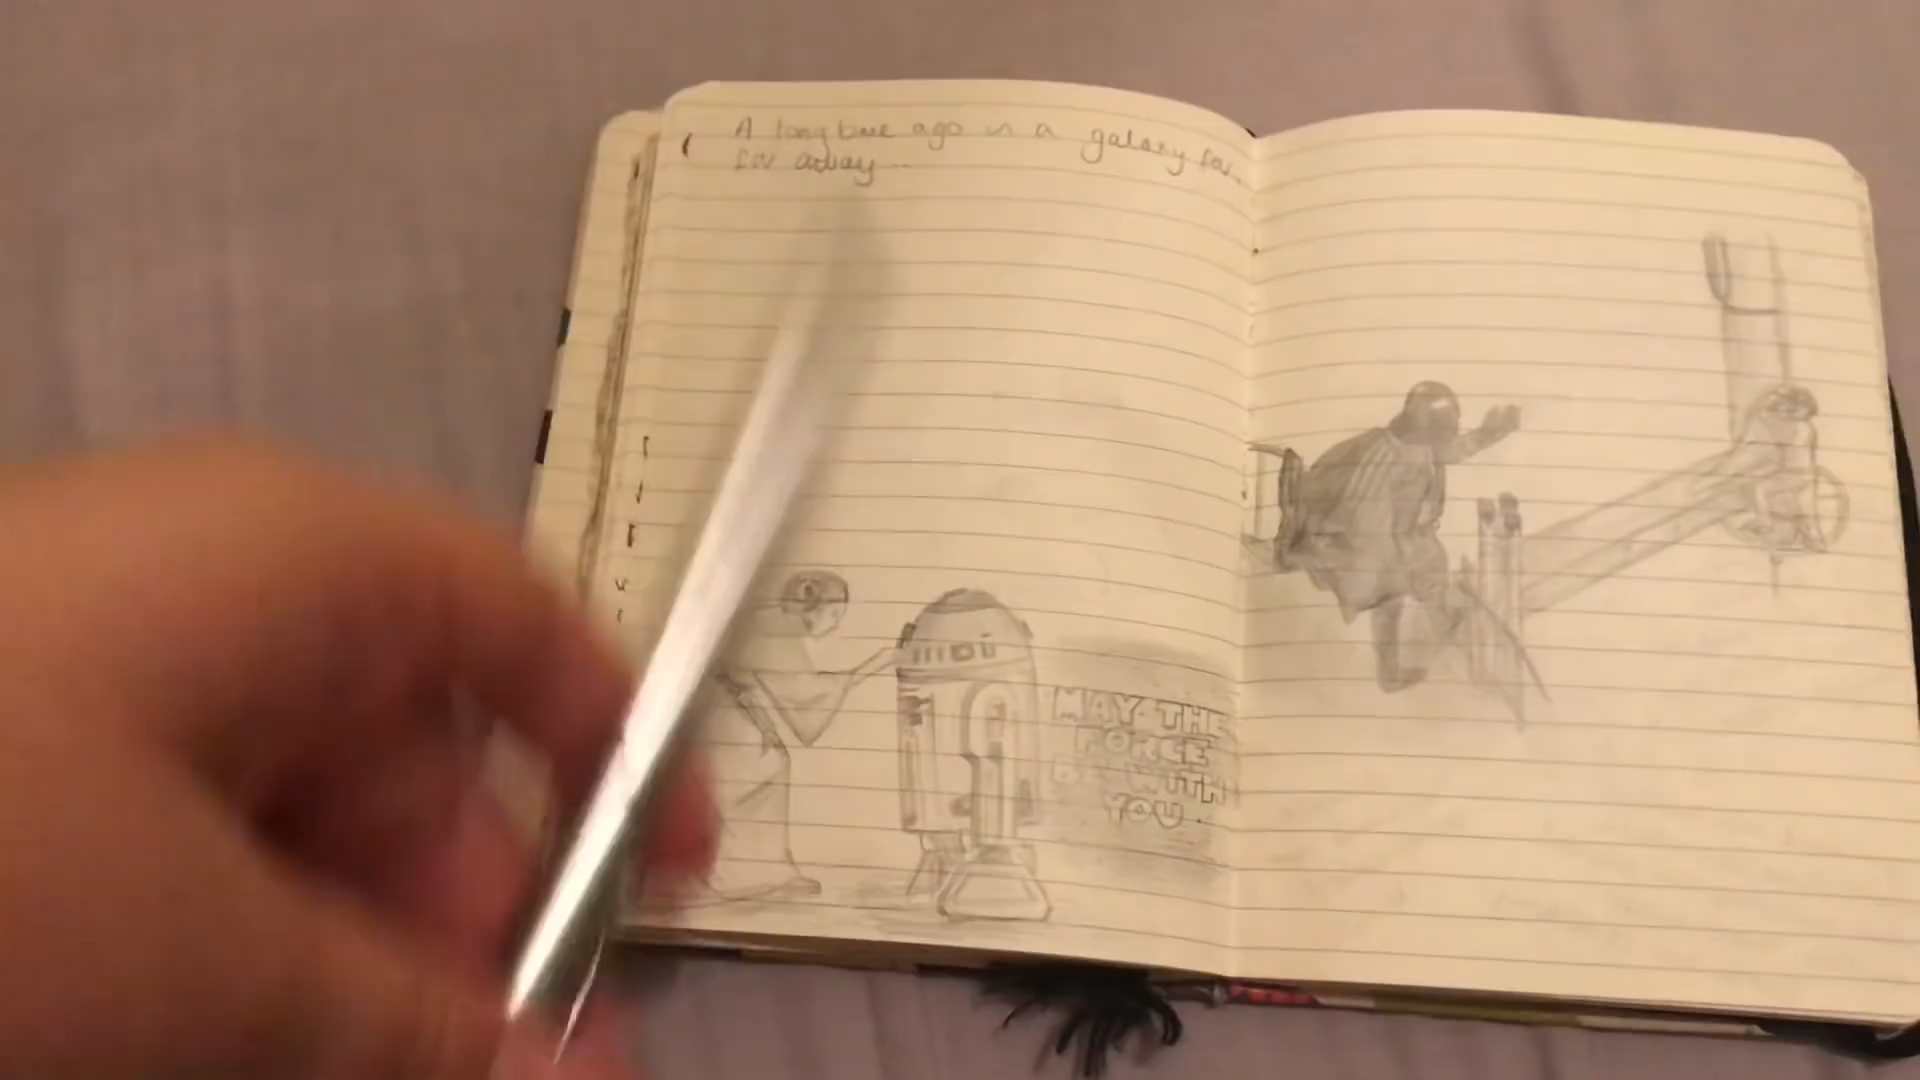 A long time ago in a galaxy far,
far away...
MAY THE
FORCE
BE WITH
YOU.